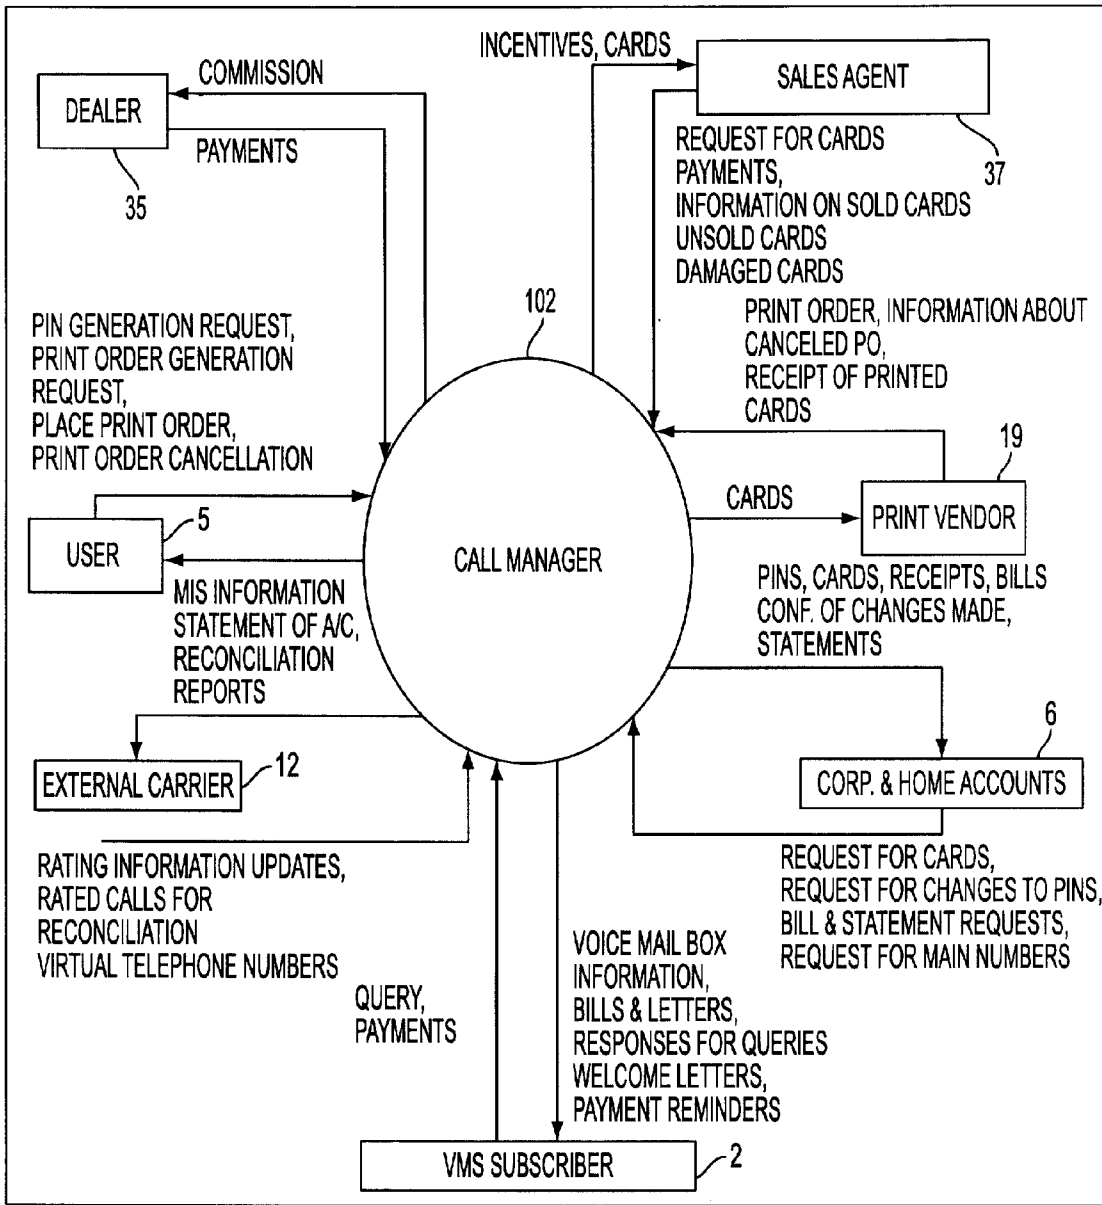 INCENTIVES, CARDS
COMMISSION
DEALER
PAYMENTS
35
SALES AGENT
37
REQUEST FOR CARDS
PAYMENTS,
INFORMATION ON SOLD CARDS
UNSOLD CARDS
DAMAGED CARDS
102
PRINT ORDER, INFORMATION ABOUT
CANCELED PO,
RECEIPT OF PRINTED
CARDS
PIN GENERATION REQUEST,
PRINT ORDER GENERATION
REQUEST,
PLACE PRINT ORDER,
PRINT ORDER CANCELLATION
19
CARDS
PRINT VENDOR
5
USER
CALL MANAGER
MIS INFORMATION
STATEMENT OF A/C,
RECONCILIATION
REPORTS
PINS, CARDS, RECEIPTS, BILLS
CONF. OF CHANGES MADE,
STATEMENTS
6
EXTERNAL CARRIER
12
CORP. & HOME ACCOUNTS
RATING INFORMATION UPDATES,
RATED CALLS FOR
RECONCILIATION
VIRTUAL TELEPHONE NUMBERS
REQUEST FOR CARDS,
REQUEST FOR CHANGES TO PINS,
BILL & STATEMENT REQUESTS,
REQUEST FOR MAIN NUMBERS
QUERY,
PAYMENTS
VOICE MAIL BOX
INFORMATION,
BILLS & LETTERS,
RESPONSES FOR QUERIES
WELCOME LETTERS,
PAYMENT REMINDERS
VMS SUBSCRIBER
2